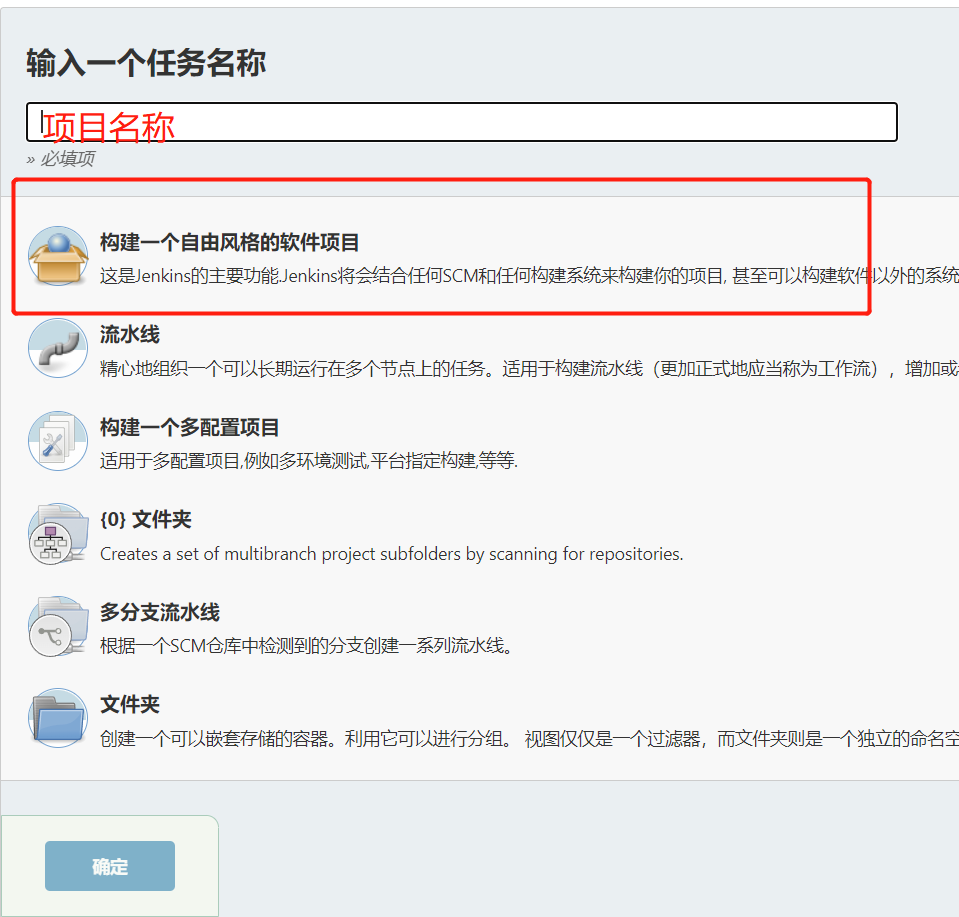 输入一个任务名称
项目名称
» 必填项
构建一个自由风格的软件项目
这是Jenkins的主要功能.Jenkins将会结合任何SCM和任何构建系统来构建你的项目, 甚至可以构建软件以外的系统
流水线
精心地组织一个可以长期运行在多个节点上的任务。适用于构建流水线（更加正式地应当称为工作流），增加或
构建一个多配置项目
适用于多配置项目,例如多环境测试,平台指定构建,等等.
{0} 文件夹
Creates a set of multibranch project subfolders by scanning for repositories.
多分支流水线
根据一个SCM仓库中检测到的分支创建一系列流水线。
文件夹
创建一个可以嵌套存储的容器。利用它可以进行分组。 视图仅仅是一个过滤器，而文件夹则是一个独立的命名空
确定